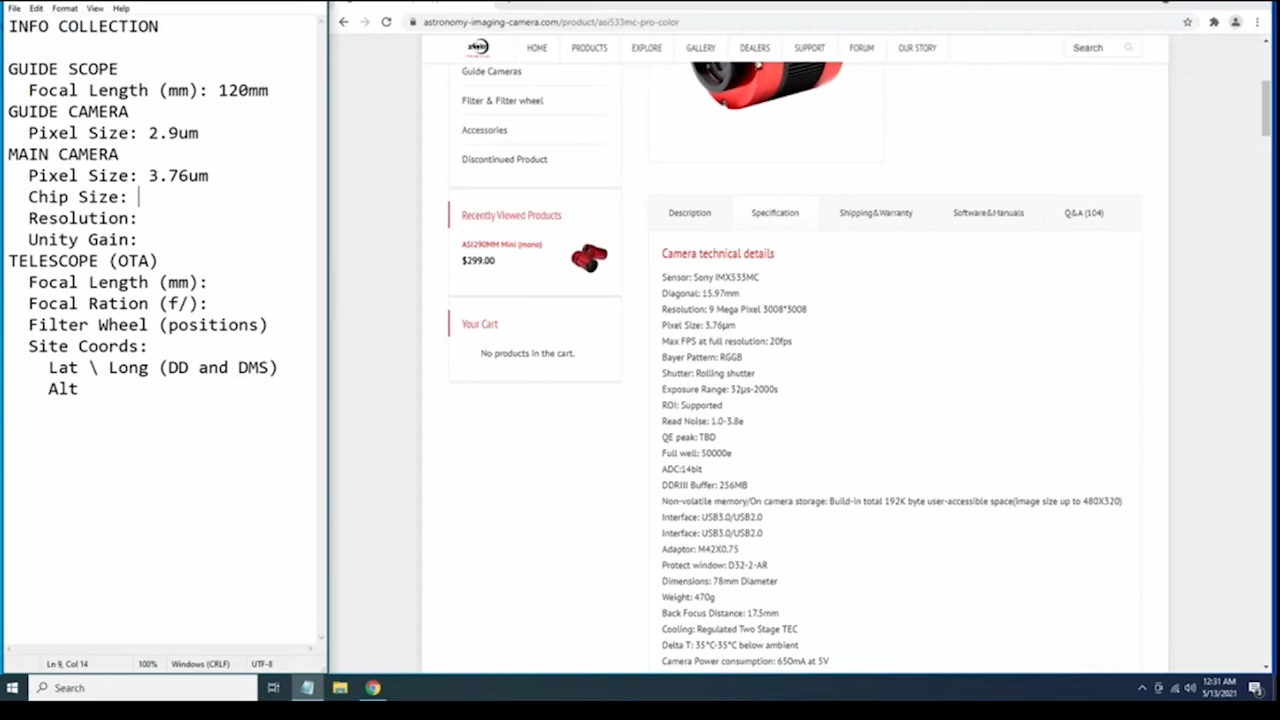 File Edit Format View Help
INFO COLLECTION
GUIDE SCOPE
Focal Length (mm): 120mm
GUIDE CAMERA
Pixel Size: 2.9um
MAIN CAMERA
Pixel Size: 3.76um
Chip Size:
Resolution:
Unity Gain:
TELESCOPE (OTA)
Focal Length (mm):
Focal Ration (f/):
Filter Wheel (positions)
Site Coords:
Lat \ Long (DD and DMS)
Alt
Ln 9, Col 14 100% Windows (CRLF) UTF-8
astronomy-imaging-camera.com/product/asi533mc-pro-color
HOME PRODUCTS EXPLORE GALLERY DEALERS SUPPORT FORUM OUR STORY Search
Guide Cameras
Filter & Filter wheel
Accessories
Discontinued Product
Recently Viewed Products
ASI290MM Mini (mono)
$299.00
Your Cart
No products in the cart.
Description Specification Shipping&Warranty Software&Manuals Q&A (104)
Camera technical details
Sensor: Sony IMX533MC
Diagonal: 15.97mm
Resolution: 9 Mega Pixel 3008*3008
Pixel Size: 3.76μm
Max FPS at full resolution: 20fps
Bayer Pattern: RGGB
Shutter: Rolling shutter
Exposure Range: 32μs-2000s
ROI: Supported
Read Noise: 1.0-3.8e
QE peak: TBD
Full well: 50000e
ADC:14bit
DDRIII Buffer: 256MB
Non-volatile memory/On camera storage: Build-in total 192K byte user-accessible space(image size up to 480X320)
Interface: USB3.0/USB2.0
Interface: USB3.0/USB2.0
Adaptor: M42X0.75
Protect window: D32-2-AR
Dimensions: 78mm Diameter
Weight: 470g
Back Focus Distance: 17.5mm
Cooling: Regulated Two Stage TEC
Delta T: 35°C-35°C below ambient
Camera Power consumption: 650mA at 5V
Search
12:31 AM
5/13/2021